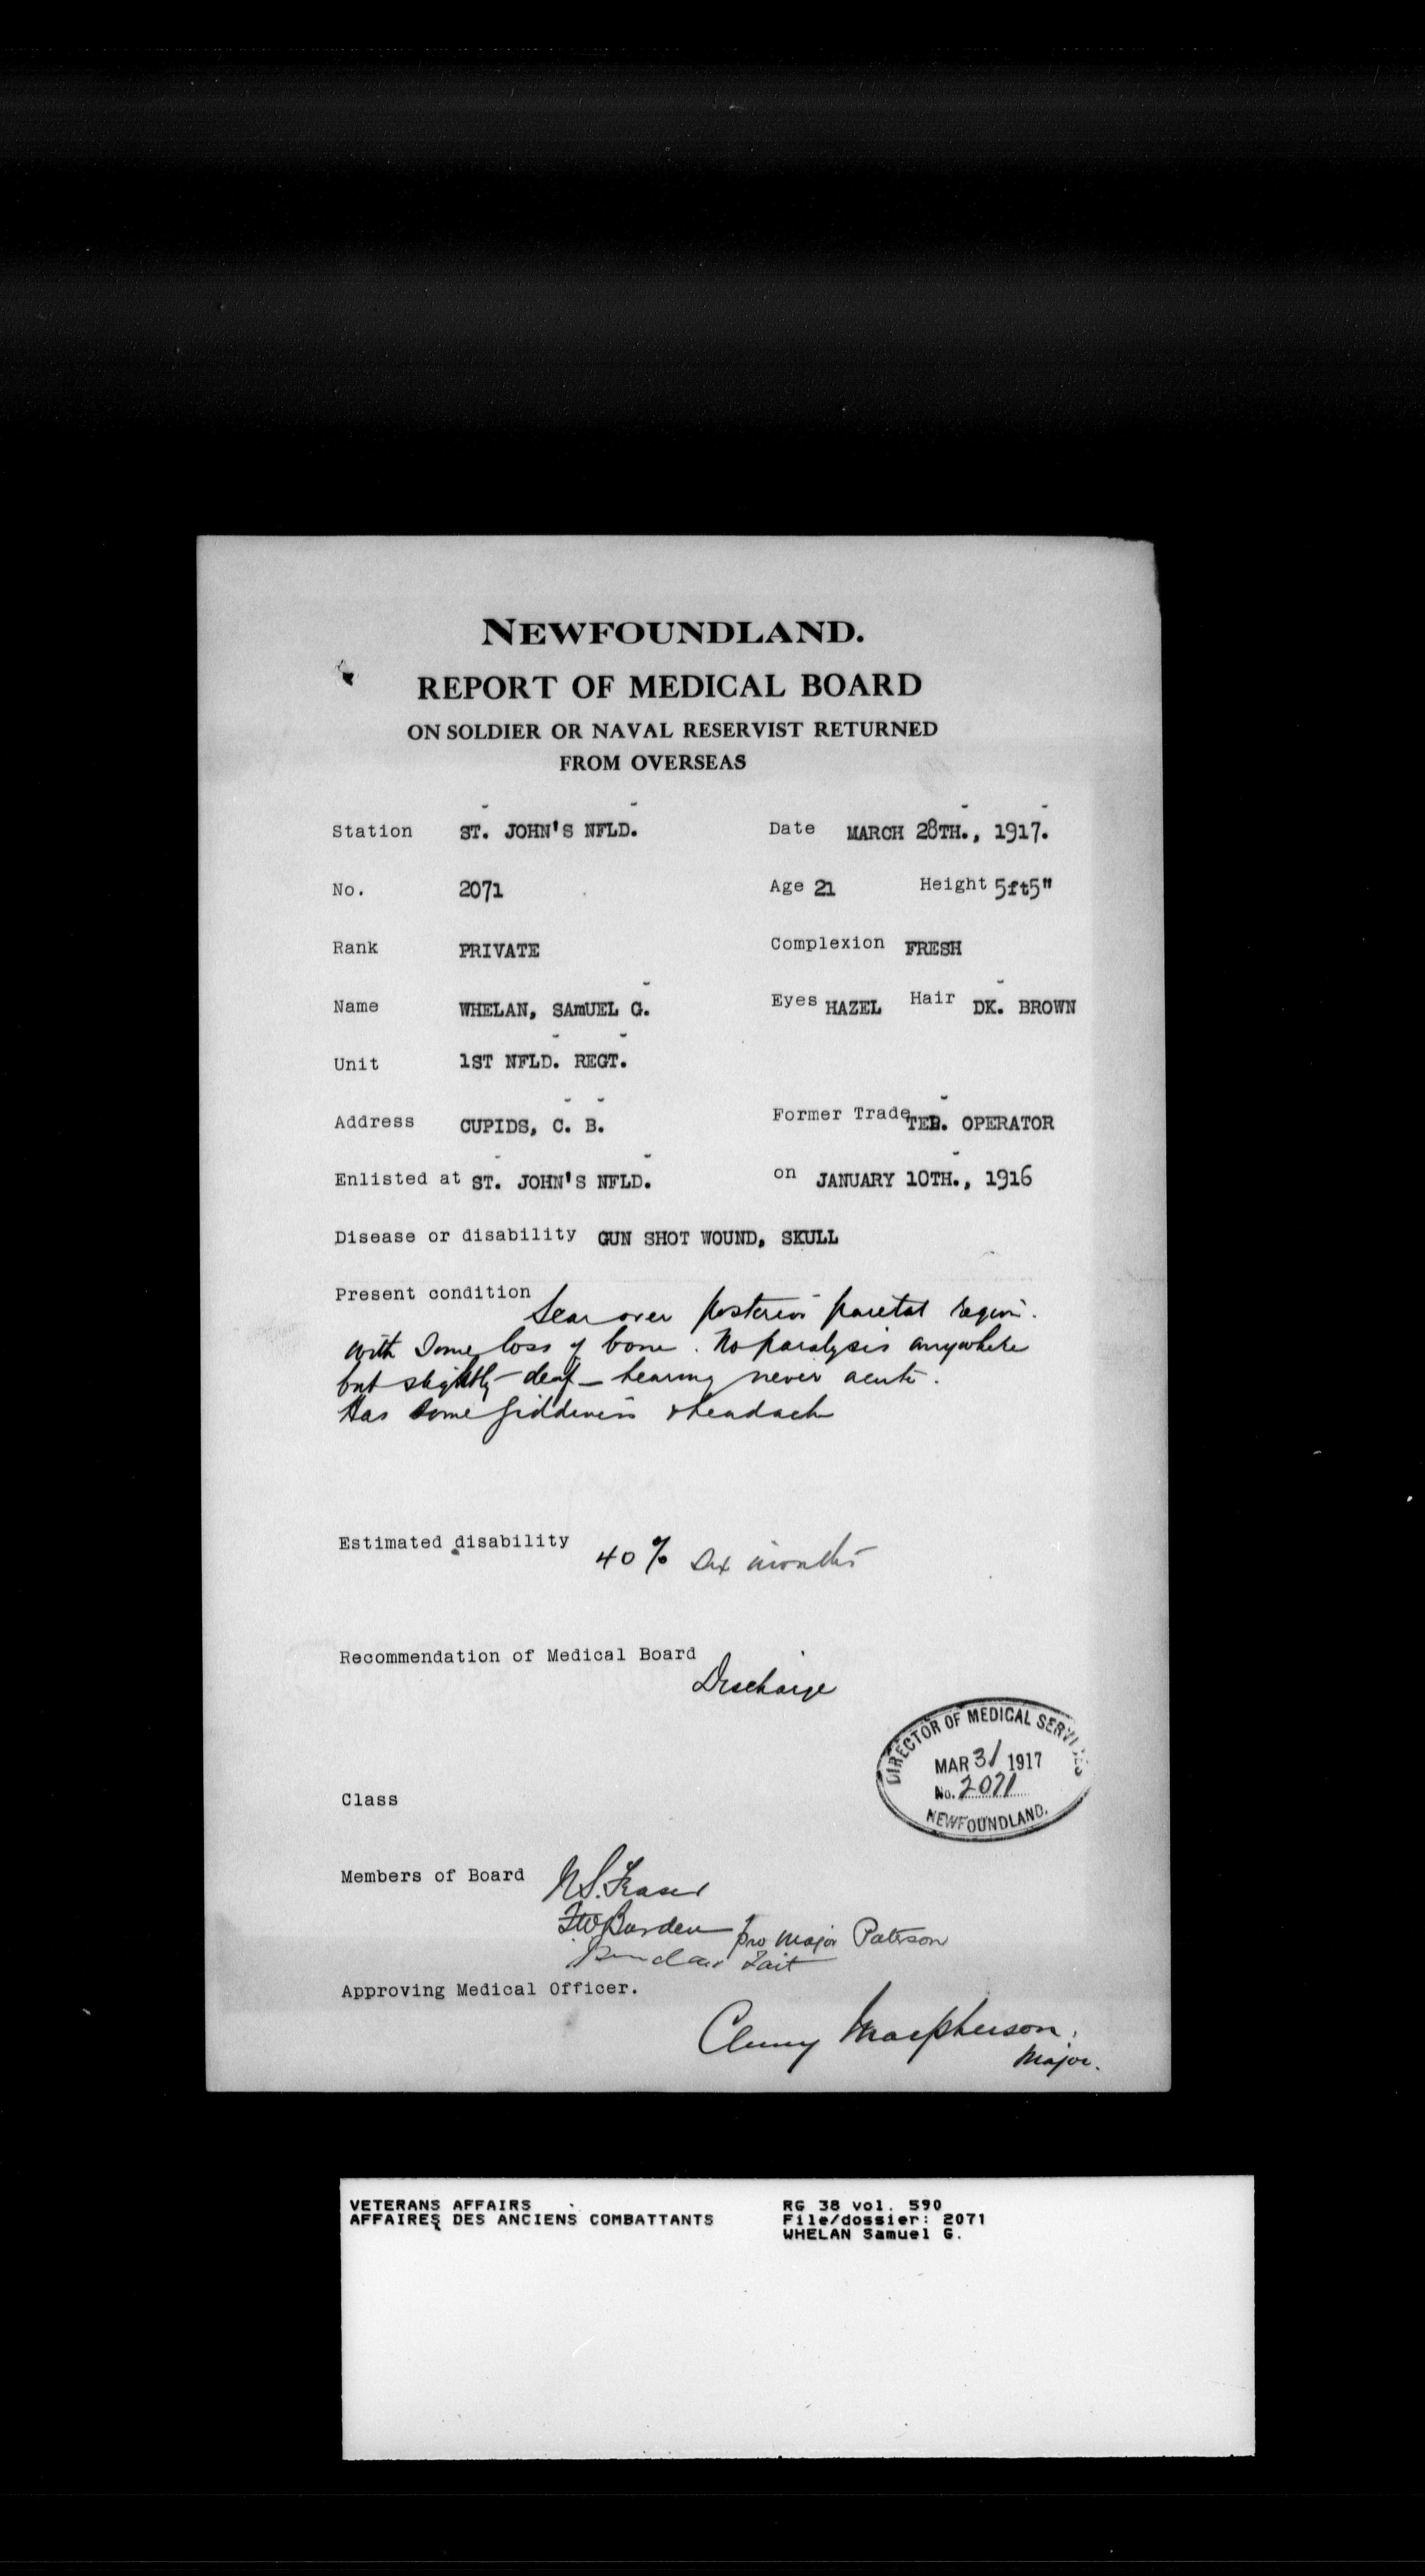 NEWFOUNDLAND.
REPORT OF MEDICAL BOARD
ON SOLDIER OR NAVAL RESERVIST RETURNED
FROM OVERSEAS
Station ST. JOHN'S NFLD. Date MARCH 28TH., 1917.
No. 2071 Age 21 Height 5ft5"
Rank PRIVATE Complexion FRESH
Name WHELAN, SAmUEL G. Eyes HAZEL Hair DK. BROWN
Unit 1ST NFLD. REGT.
Address CUPIDS, C. B. Former Trade TEL. OPERATOR
Enlisted at ST. JOHN'S NFLD. on JANUARY 10TH., 1916
Disease or disability GUN SHOT WOUND, SKULL
Present condition Scar over posterior parietal region.
with some loss of bone. No paralysis anywhere
but slightly deaf - hearing never acute.
Has some giddiness & headache
Estimated disability 40% Six months
Recommendation of Medical Board
Discharge
DIRECTOR OF MEDICAL SERVICES
MAR 31 1917
No. 2071
NEWFOUNDLAND.
Class
Members of Board N.S. Fraser
FW Burden pro Major Paterson
Tait
Approving Medical Officer.
Cluny Macpherson,
Major.
VETERANS AFFAIRS RG 38 vol. 590
AFFAIRES DES ANCIENS COMBATTANTS File/dossier: 2071
WHELAN Samuel G.